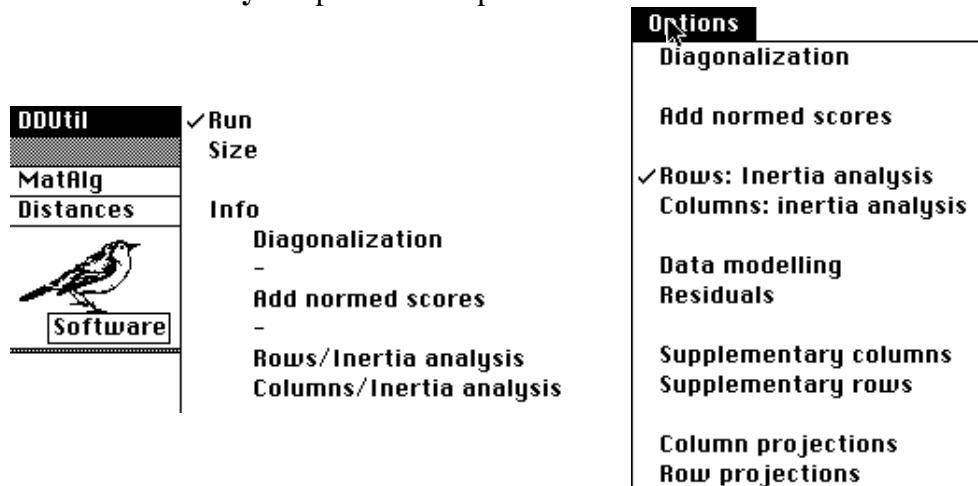 DDUtil
MatAlg
Distances
Software
✓Run
Size
Info
Diagonalization
-
Add normed scores
-
Rows/Inertia analysis
Columns/Inertia analysis
Options
Diagonalization
Add normed scores
✓Rows: Inertia analysis
Columns: inertia analysis
Data modelling
Residuals
Supplementary columns
Supplementary rows
Column projections
Row projections